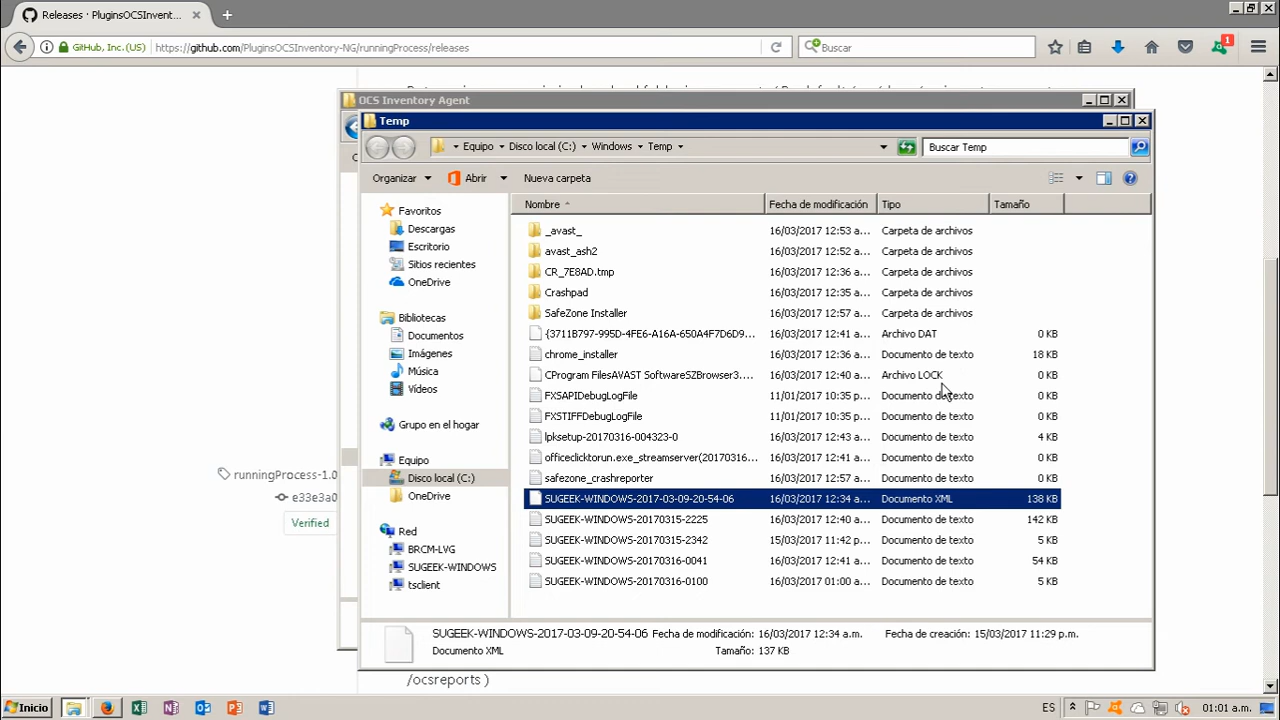 Releases · PluginsOCSInvent...
GitHub, Inc. (US)
https://github.com/PluginsOCSInventory-NG/runningProcess/releases
Buscar
1
OCS Inventory Agent
Temp
Equipo
Disco local (C:)
Windows
Temp
Buscar Temp
Organizar
Abrir
Nueva carpeta
Nombre Fecha de modificación Tipo Tamaño
Favoritos
Descargas
Escritorio
Sitios recientes
OneDrive
Bibliotecas
Documentos
Imágenes
Música
Vídeos
Grupo en el hogar
Equipo
Disco local (C:)
OneDrive
Red
BRCM-LVG
SUGEEK-WINDOWS
tsclient
_avast_ 16/03/2017 12:53 a... Carpeta de archivos
avast_ash2 16/03/2017 12:52 a... Carpeta de archivos
CR_7E8AD.tmp 16/03/2017 12:36 a... Carpeta de archivos
Crashpad 16/03/2017 12:35 a... Carpeta de archivos
SafeZone Installer 16/03/2017 12:57 a... Carpeta de archivos
{3711B797-995D-4FE6-A16A-650A4F7D6D9... 16/03/2017 12:41 a... Archivo DAT 0 KB
chrome_installer 16/03/2017 12:36 a... Documento de texto 18 KB
CProgram FilesAVAST SoftwareSZBrowser3.... 16/03/2017 12:40 a... Archivo LOCK 0 KB
FXSAPIDebugLogFile 11/01/2017 10:35 p... Documento de texto 0 KB
FXSTIFFDebugLogFile 11/01/2017 10:35 p... Documento de texto 0 KB
lpksetup-20170316-004323-0 16/03/2017 12:43 a... Documento de texto 4 KB
officeclicktorun.exe_streamserver(20170316... 16/03/2017 12:41 a... Documento de texto 0 KB
safezone_crashreporter 16/03/2017 12:57 a... Documento de texto 0 KB
SUGEEK-WINDOWS-2017-03-09-20-54-06 16/03/2017 12:34 a... Documento XML 138 KB
SUGEEK-WINDOWS-20170315-2225 16/03/2017 12:40 a... Documento de texto 142 KB
SUGEEK-WINDOWS-20170315-2342 15/03/2017 11:42 p... Documento de texto 5 KB
SUGEEK-WINDOWS-20170316-0041 16/03/2017 12:41 a... Documento de texto 54 KB
SUGEEK-WINDOWS-20170316-0100 16/03/2017 01:00 a... Documento de texto 5 KB
SUGEEK-WINDOWS-2017-03-09-20-54-06 Fecha de modificación: 16/03/2017 12:34 a.m. Fecha de creación: 15/03/2017 11:29 p.m.
Documento XML Tamaño: 137 KB
runningProcess-1.0
e33e3a0
Verified
/ocsreports )
Inicio
ES
01:01 a.m.